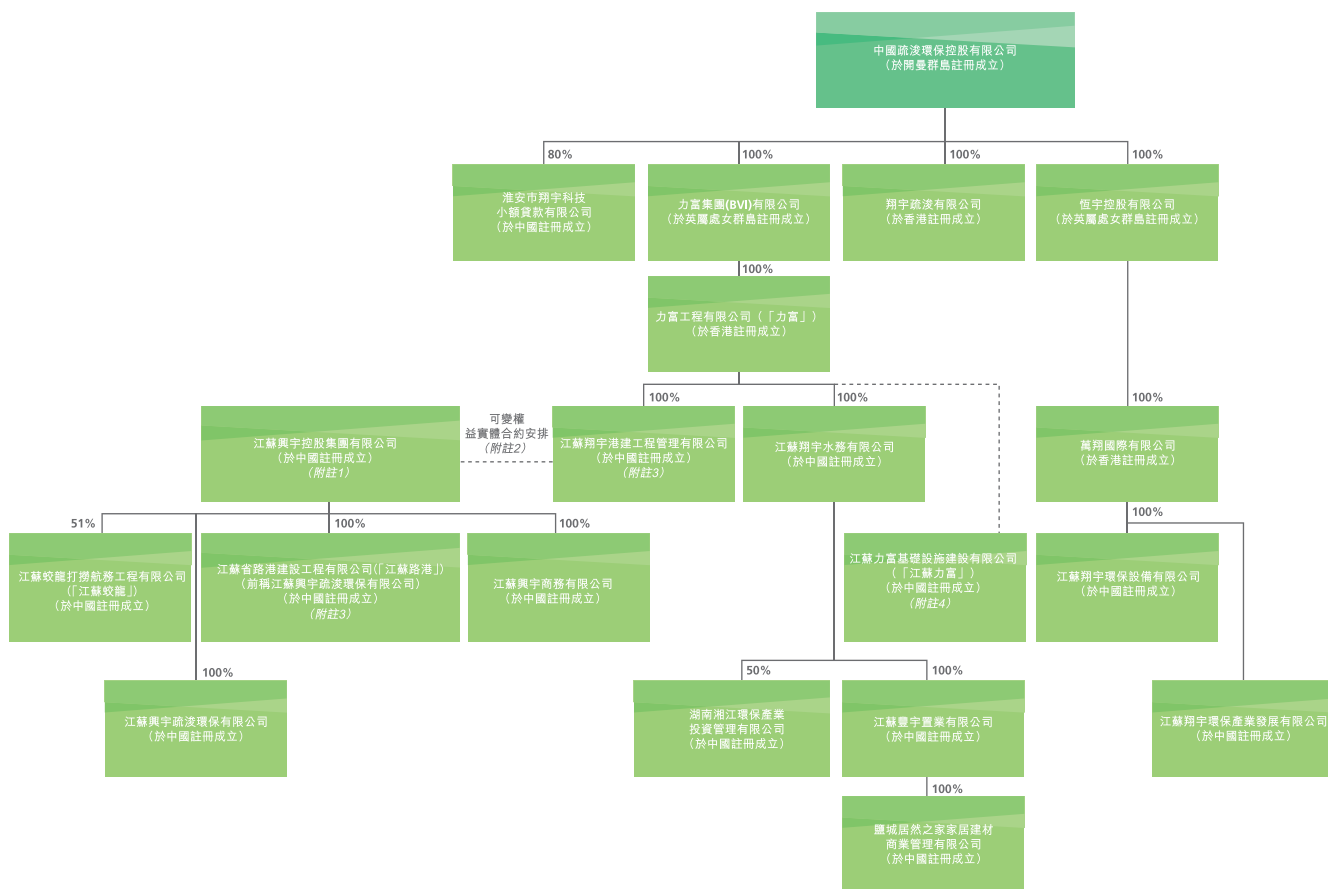 中國疏浚環保控股有限公司
（於開曼群島註冊成立）
80%
100%
100%
100%
淮安市翔宇科技
小額貸款有限公司
（於中國註冊成立）
力富集團(BVI)有限公司
（於英屬處女群島註冊成立）
翔宇疏浚有限公司
（於香港註冊成立）
恆宇控股有限公司
（於英屬處女群島註冊成立）
100%
力富工程有限公司（「力富」）
（於香港註冊成立）
100%
100%
100%
江蘇興宇控股集團有限公司
（於中國註冊成立）
（附註1）
可變權
益實體合約安排
（附註2）
江蘇翔宇港建工程管理有限公司
（於中國註冊成立）
（附註3）
江蘇翔宇水務有限公司
（於中國註冊成立）
萬翔國際有限公司
（於香港註冊成立）
51%
100%
100%
100%
江蘇蛟龍打撈航務工程有限公司
（「江蘇蛟龍」）
（於中國註冊成立）
江蘇省路港建設工程有限公司(「江蘇路港」)
（前稱江蘇興宇疏浚環保有限公司）
（於中國註冊成立）
（附註3）
江蘇興宇商務有限公司
（於中國註冊成立）
江蘇力富基礎設施建設有限公司
（「江蘇力富」）
（於中國註冊成立）
（附註4）
江蘇翔宇環保設備有限公司
（於中國註冊成立）
100%
50%
100%
江蘇興宇疏浚環保有限公司
（於中國註冊成立）
湖南湘江環保產業
投資管理有限公司
（於中國註冊成立）
江蘇豐宇置業有限公司
（於中國註冊成立）
江蘇翔宇環保產業發展有限公司
（於中國註冊成立）
100%
鹽城居然之家家居建材
商業管理有限公司
（於中國註冊成立）